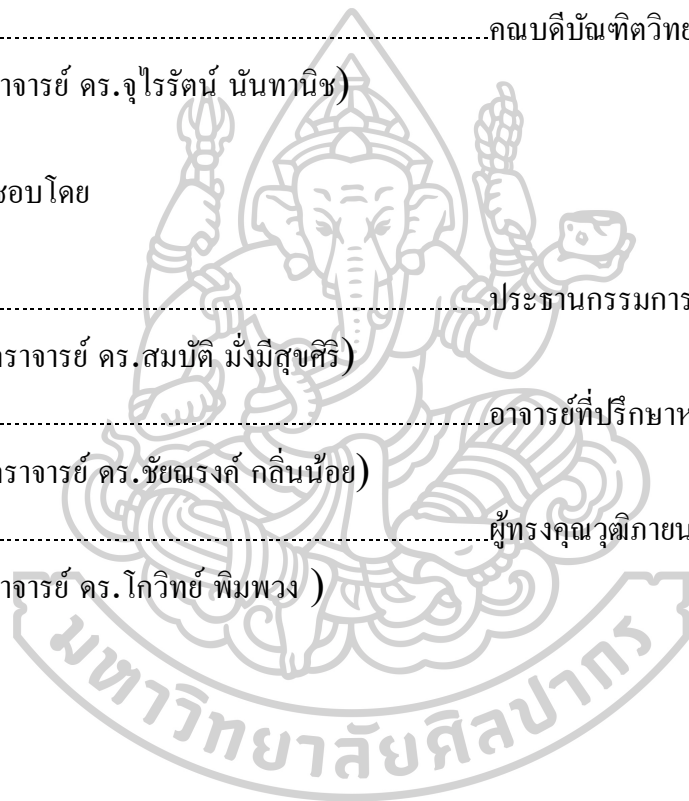 ..........................................................คณบดีบัณฑิตวิทย
าจารย์ ดร.จุไรรัตน์ นันทานิช)
ชอบโดย
..........................................................ประธานกรรมการ
ราจารย์ ดร.สมบัติ มั่งมีสุขศิริ)
..........................................................อาจารย์ที่ปรึกษาห
ราจารย์ ดร.ชัยณรงค์ กลิ่นน้อย)
..........................................................ผู้ทรงคุณวุฒิภายน
าจารย์ ดร.โกวิทย์ พิมพวง )
มหาวิทยาลัยศิลปากร